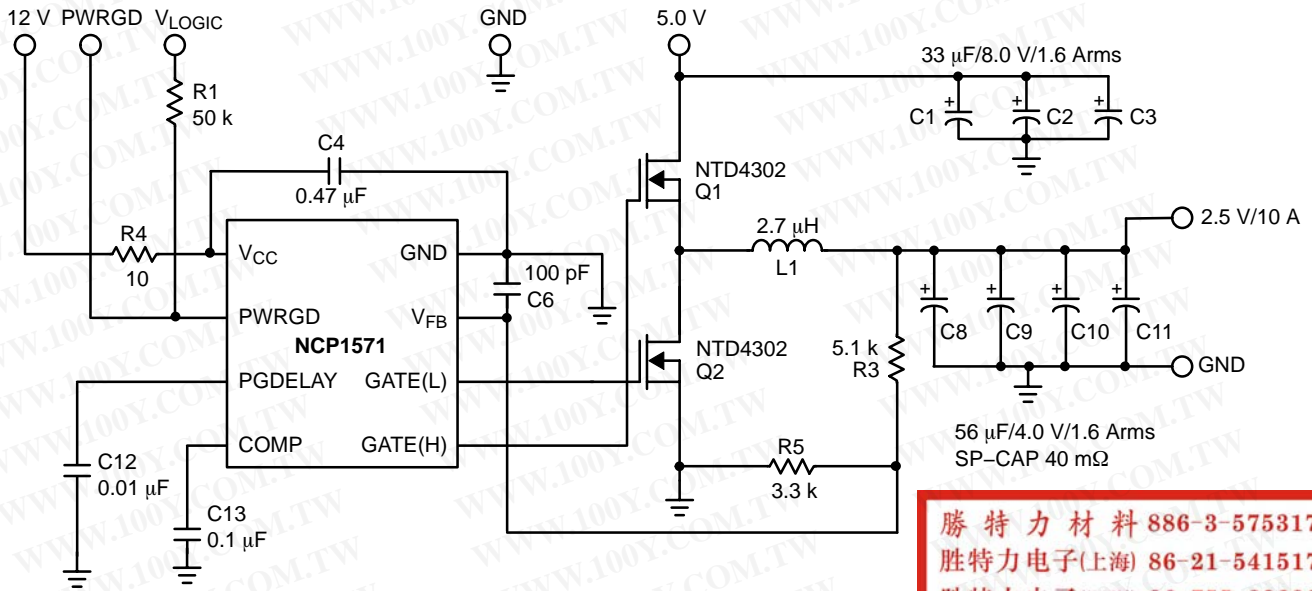 12 V PWRGD VLOGIC
GND
5.0 V
33 μF/8.0 V/1.6 Arms
R1
50 k
C1
+
C2
+
C3
+
C4
0.47 μF
NTD4302
Q1
2.5 V/10 A
R4
10
VCC
GND
100 pF
C6
2.7 μH
L1
PWRGD
VFB
NCP1571
C8
+
C9
+
C10
+
C11
+
PGDELAY
GATE(L)
NTD4302
Q2
5.1 k
R3
GND
COMP
GATE(H)
C12
0.01 μF
R5
3.3 k
56 μF/4.0 V/1.6 Arms
SP–CAP 40 mΩ
C13
0.1 μF
勝 特 力 材 料 886-3-575317
胜特力电子(上海) 86-21-541517
WWW.100Y.COM.TW